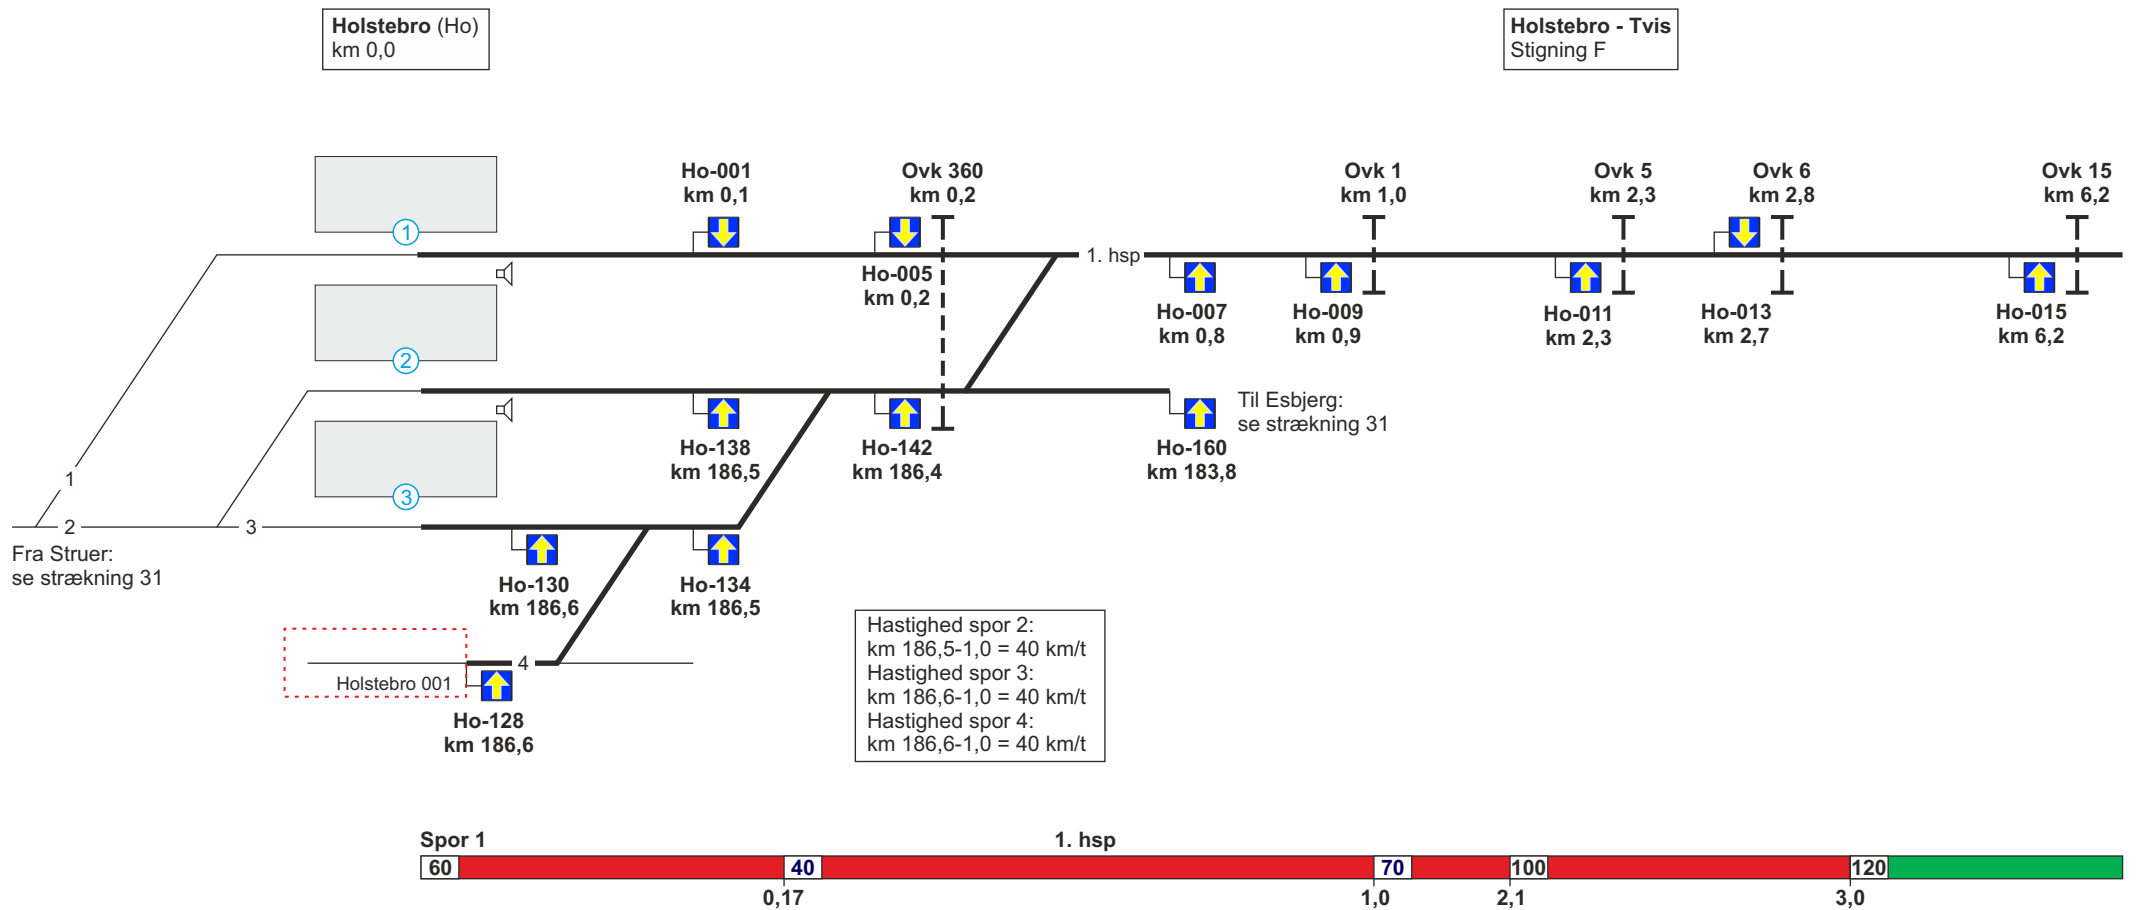 Holstebro (Ho)
km 0,0
Holstebro - Tvis
Stigning F
Ho-001
km 0,1
Ovk 360
km 0,2
Ovk 1
km 1,0
Ovk 5
km 2,3
Ovk 6
km 2,8
Ovk 15
km 6,2
1
1. hsp
Ho-005
km 0,2
Ho-007
km 0,8
Ho-009
km 0,9
Ho-011
km 2,3
Ho-013
km 2,7
Ho-015
km 6,2
2
Til Esbjerg:
se strækning 31
Ho-138
km 186,5
Ho-142
km 186,4
Ho-160
km 183,8
1
3
2
3
Fra Struer:
se strækning 31
Ho-130
km 186,6
Ho-134
km 186,5
4
Holstebro 001
Ho-128
km 186,6
Hastighed spor 2:
km 186,5-1,0 = 40 km/t
Hastighed spor 3:
km 186,6-1,0 = 40 km/t
Hastighed spor 4:
km 186,6-1,0 = 40 km/t
Spor 1
1. hsp
60
40
70
100
120
0,17
1,0
2,1
3,0